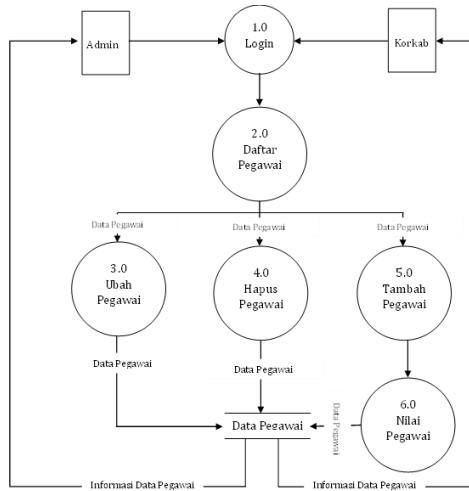 Admin
1.0
Login
Korkab
2.0
Daftar
Pegawai
Data Pegawai
Data Pegawai
Data Pegawai
3.0
Ubah
Pegawai
4.0
Hapus
Pegawai
5.0
Tambah
Pegawai
Data Pegawai
Data Pegawai
6.0
Nilai
Pegawai
Data
Pegawai
Data Pegawai
Informasi Data Pegawai
Informasi Data Pegawai